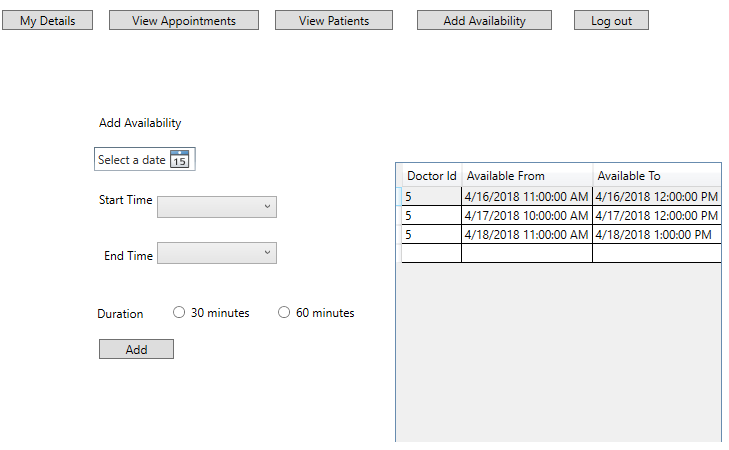 My Details View Appointments View Patients Add Availability Log out
Add Availability
Select a date 15
Start Time
End Time
Duration 30 minutes 60 minutes
Add
Doctor Id Available From Available To
5 4/16/2018 11:00:00 AM 4/16/2018 12:00:00 PM
5 4/17/2018 10:00:00 AM 4/17/2018 12:00:00 PM
5 4/18/2018 11:00:00 AM 4/18/2018 1:00:00 PM